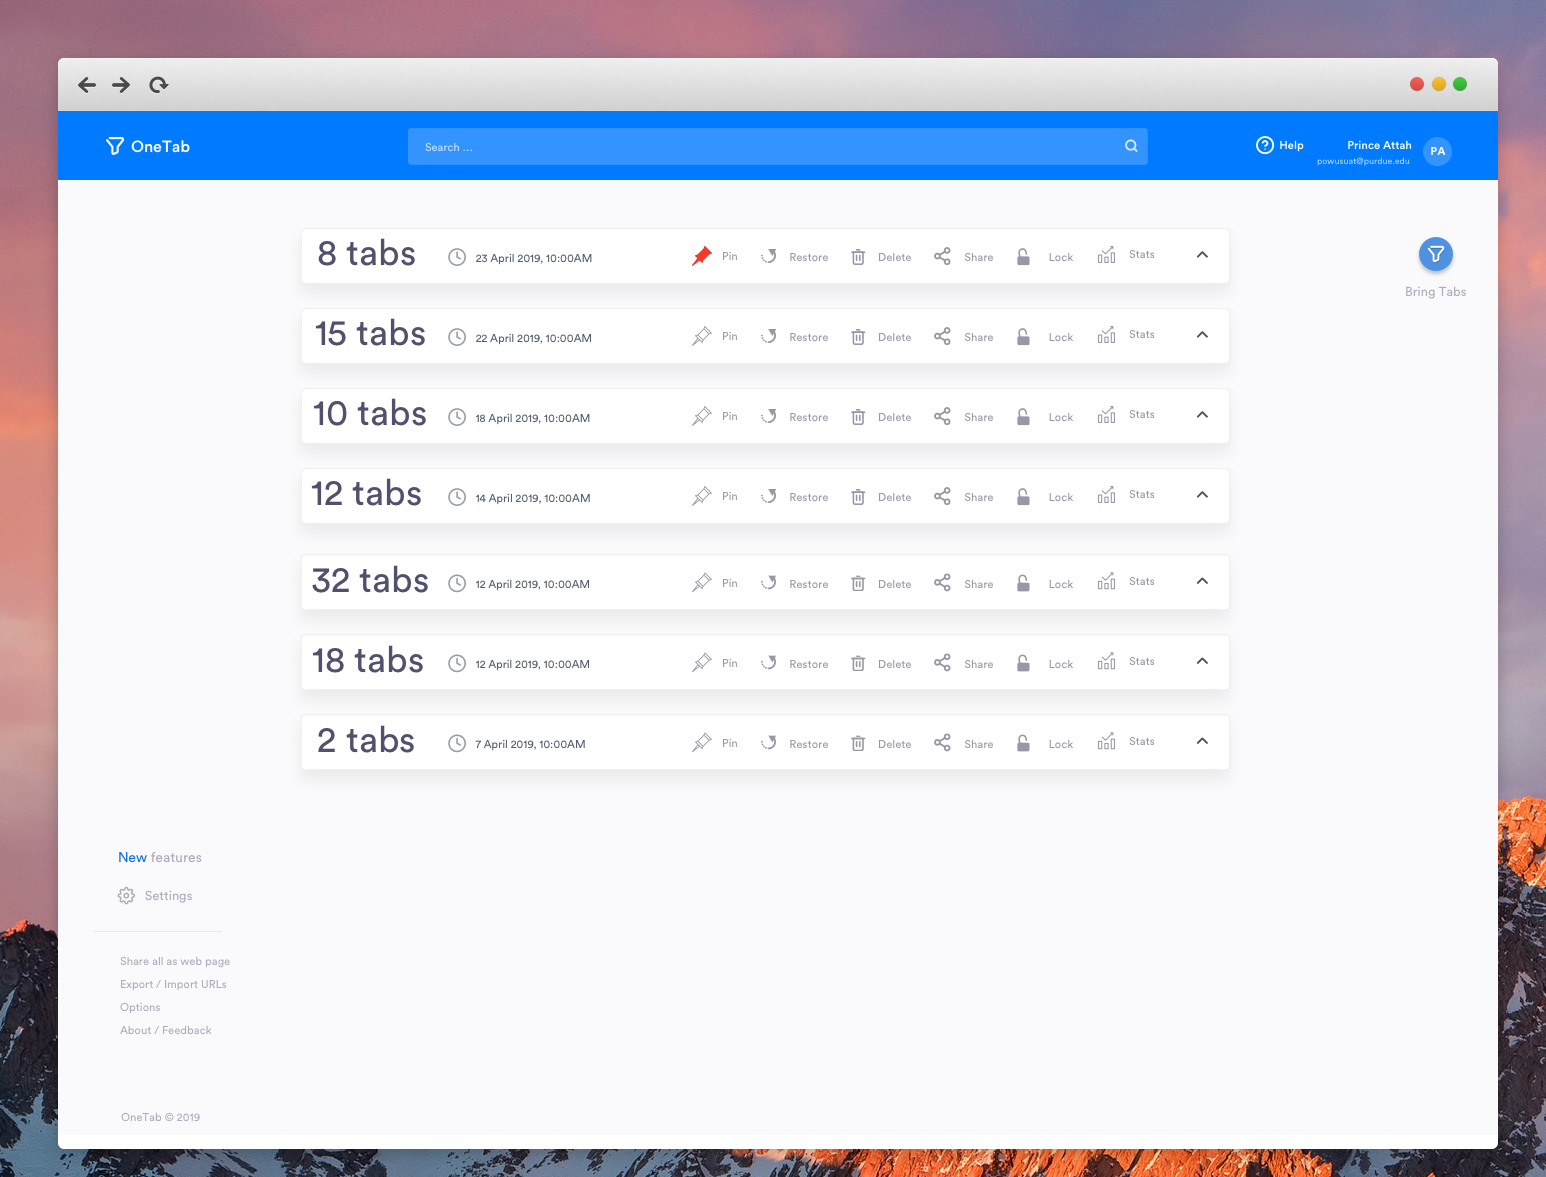 OneTab
Search ...
Help
Prince Attah
powusuat@purdue.edu
PA
8 tabs 23 April 2019, 10:00AM Pin Restore Delete Share Lock Stats
Bring Tabs
15 tabs 22 April 2019, 10:00AM Pin Restore Delete Share Lock Stats
10 tabs 18 April 2019, 10:00AM Pin Restore Delete Share Lock Stats
12 tabs 14 April 2019, 10:00AM Pin Restore Delete Share Lock Stats
32 tabs 12 April 2019, 10:00AM Pin Restore Delete Share Lock Stats
18 tabs 12 April 2019, 10:00AM Pin Restore Delete Share Lock Stats
2 tabs 7 April 2019, 10:00AM Pin Restore Delete Share Lock Stats
New features
Settings
Share all as web page
Export / Import URLs
Options
About / Feedback
OneTab © 2019